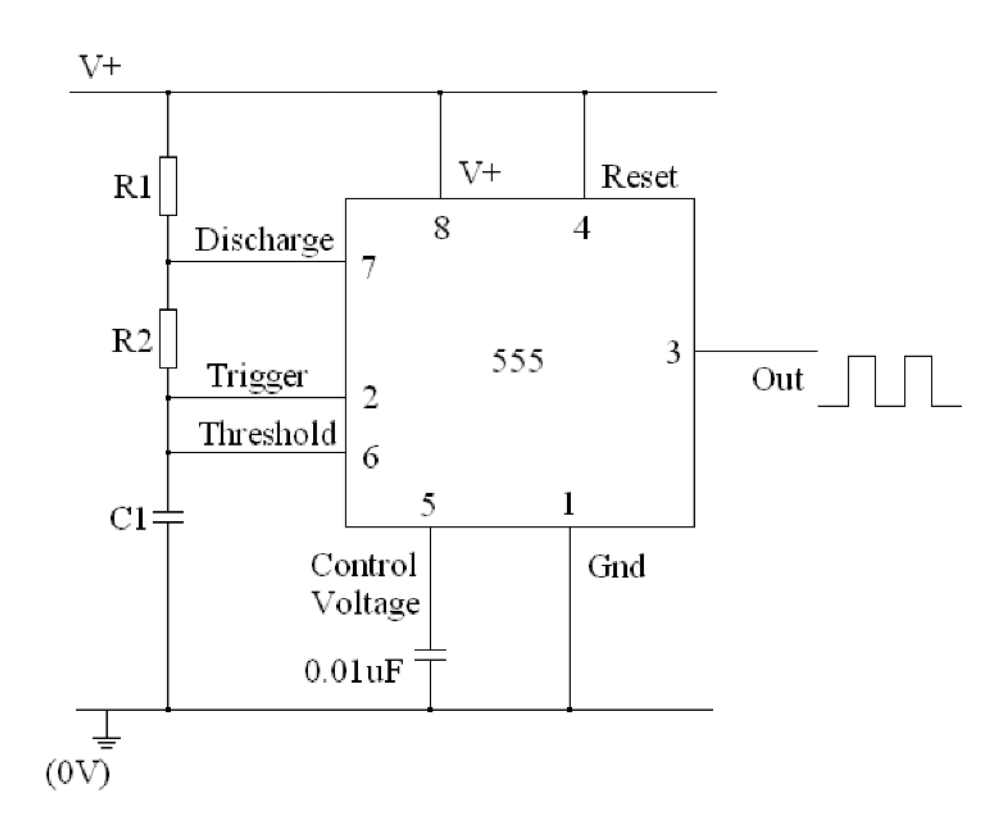 V+
V+
Reset
R1
8
4
Discharge
7
R2
555
3
Trigger
2
Out
Threshold
6
5
1
C1
Control
Voltage
Gnd
0.01uF
(0V)